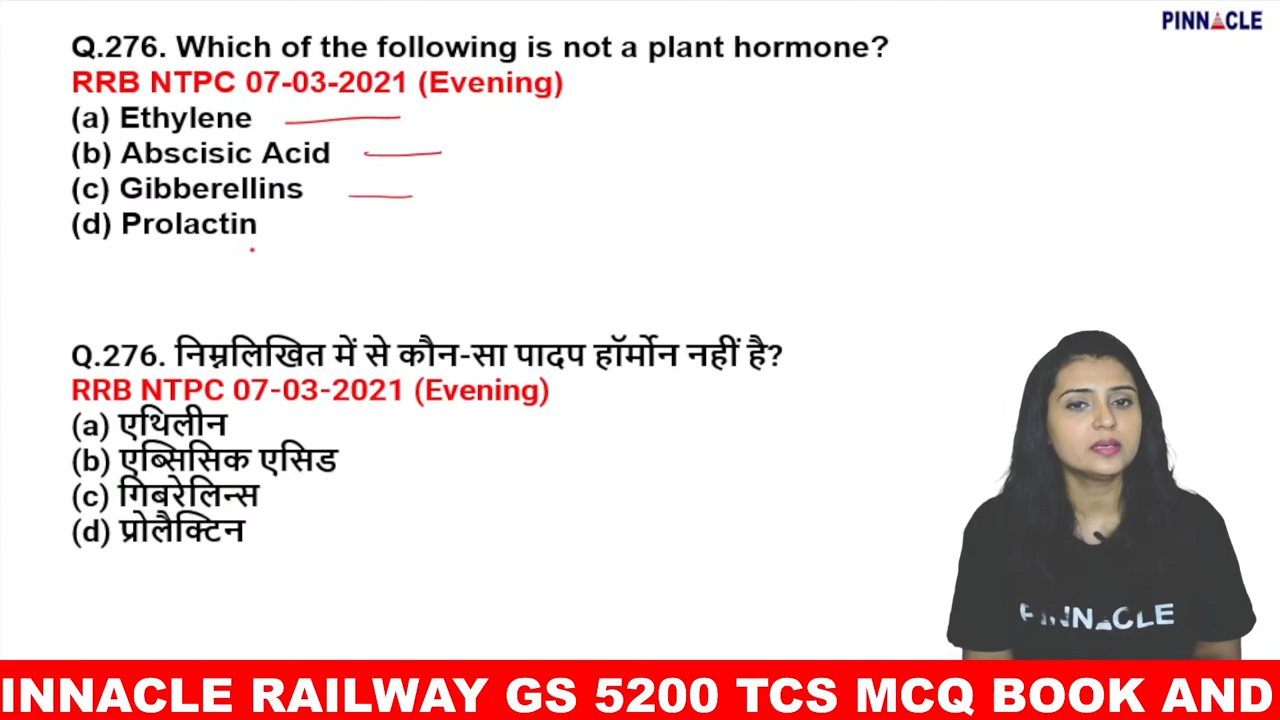 PINNACLE
Q.276. Which of the following is not a plant hormone?
RRB NTPC 07-03-2021 (Evening)
(a) Ethylene
(b) Abscisic Acid
(c) Gibberellins
(d) Prolactin
Q.276. निम्नलिखित में से कौन-सा पादप हॉर्मोन नहीं है?
RRB NTPC 07-03-2021 (Evening)
(a) एथिलीन
(b) एब्सिसिक एसिड
(c) गिबरेलिन्स
(d) प्रोलैक्टिन
PINNACLE
INNACLE RAILWAY GS 5200 TCS MCQ BOOK AND